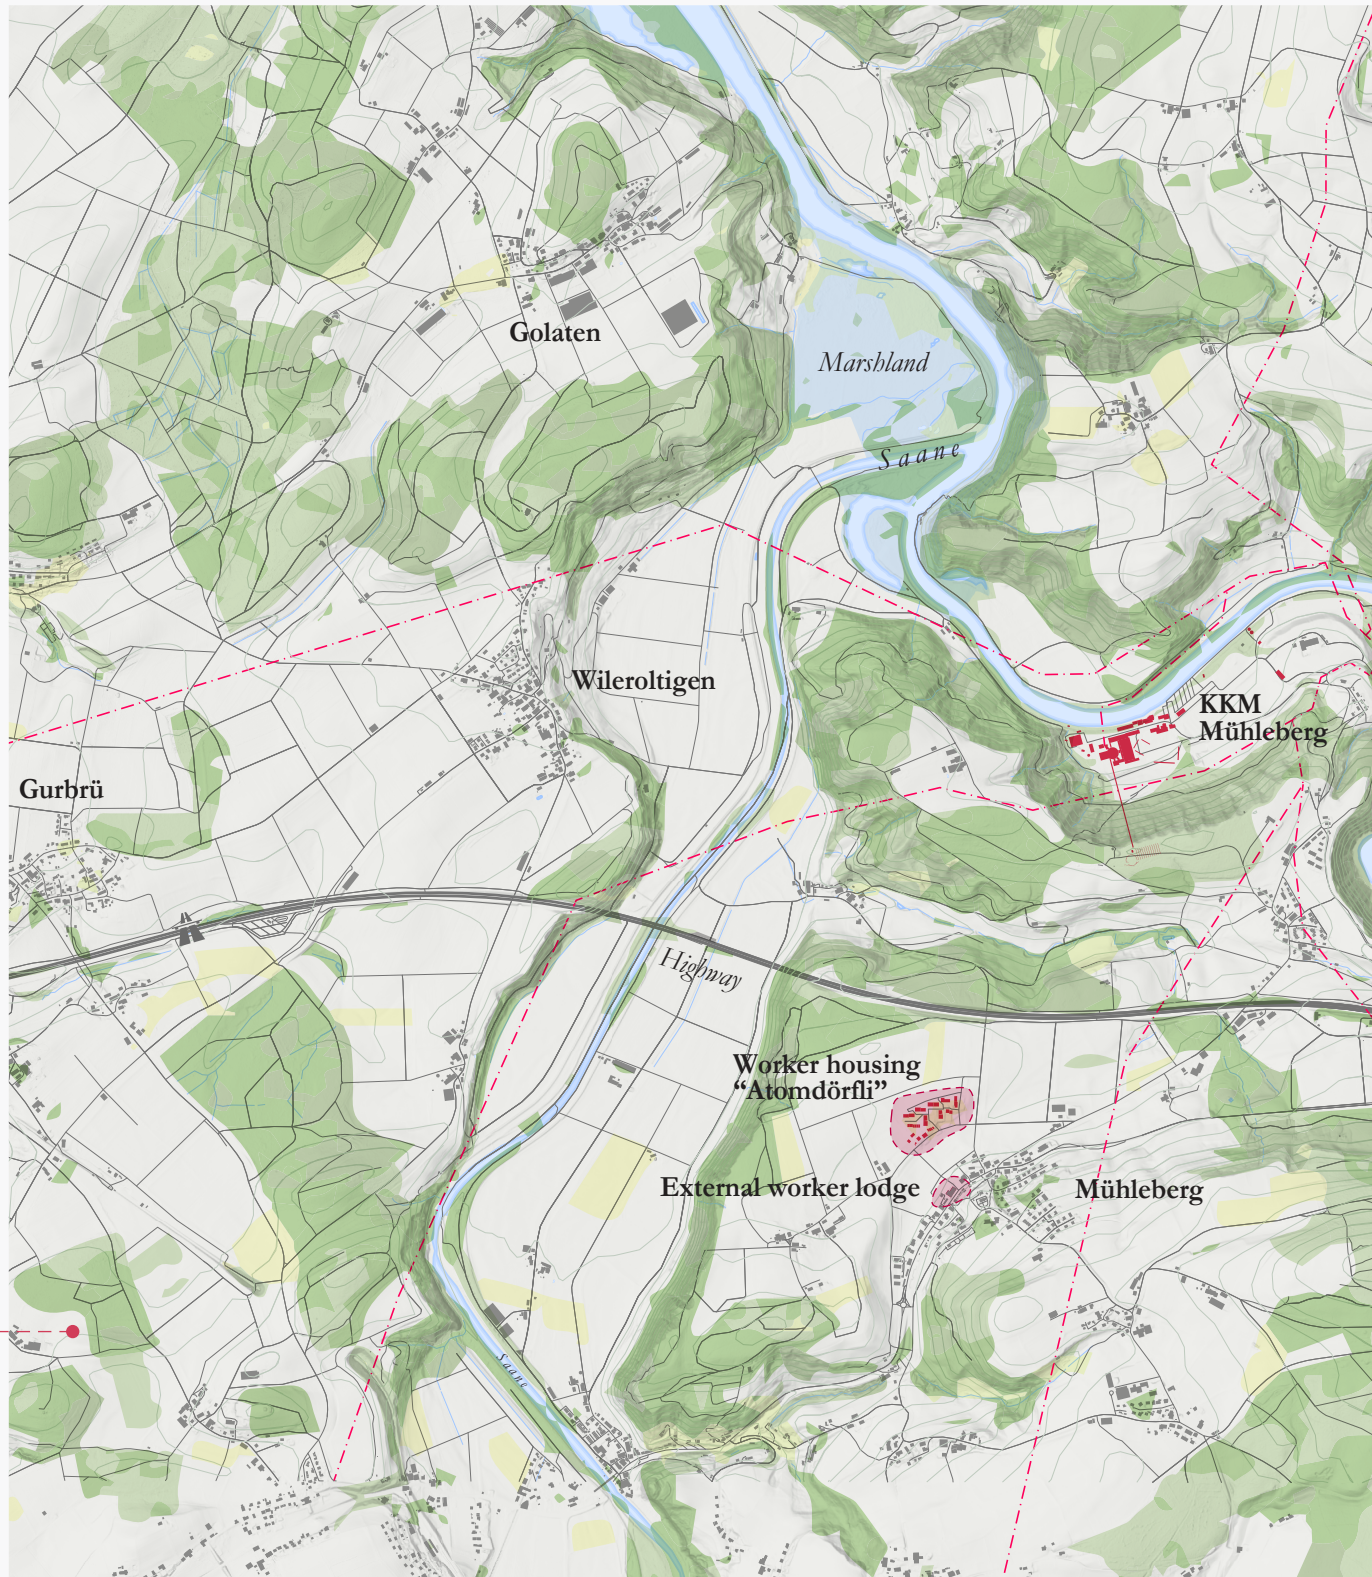 Golaten
Marshland
Saane
Wileroltigen
KKM
Mühleberg
Gurbrü
Highway
Worker housing
“Atomdörfli”
External worker lodge
Mühleberg
Saane